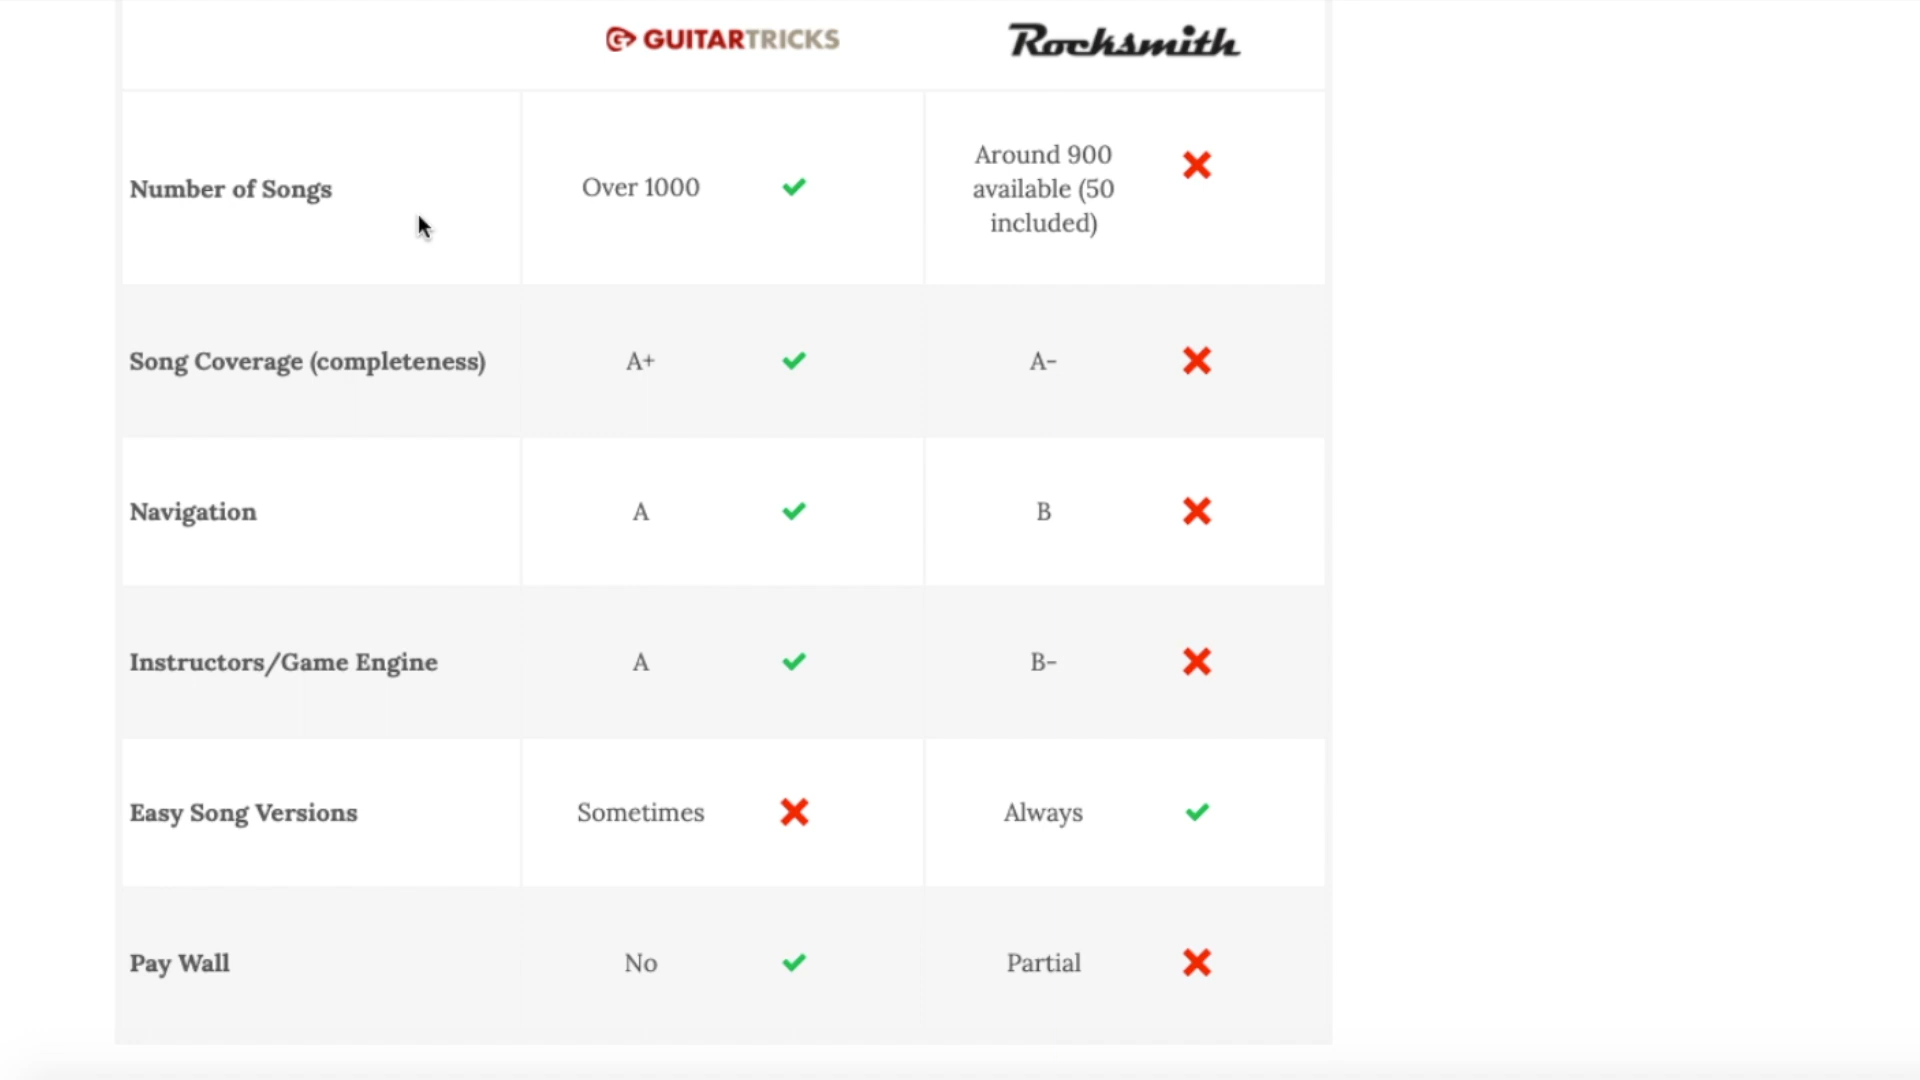 GUITARTRICKS Rocksmith
Number of Songs Over 1000 Around 900
available (50
included)
Song Coverage (completeness) A+ A-
Navigation A B
Instructors/Game Engine A B-
Easy Song Versions Sometimes Always
Pay Wall No Partial